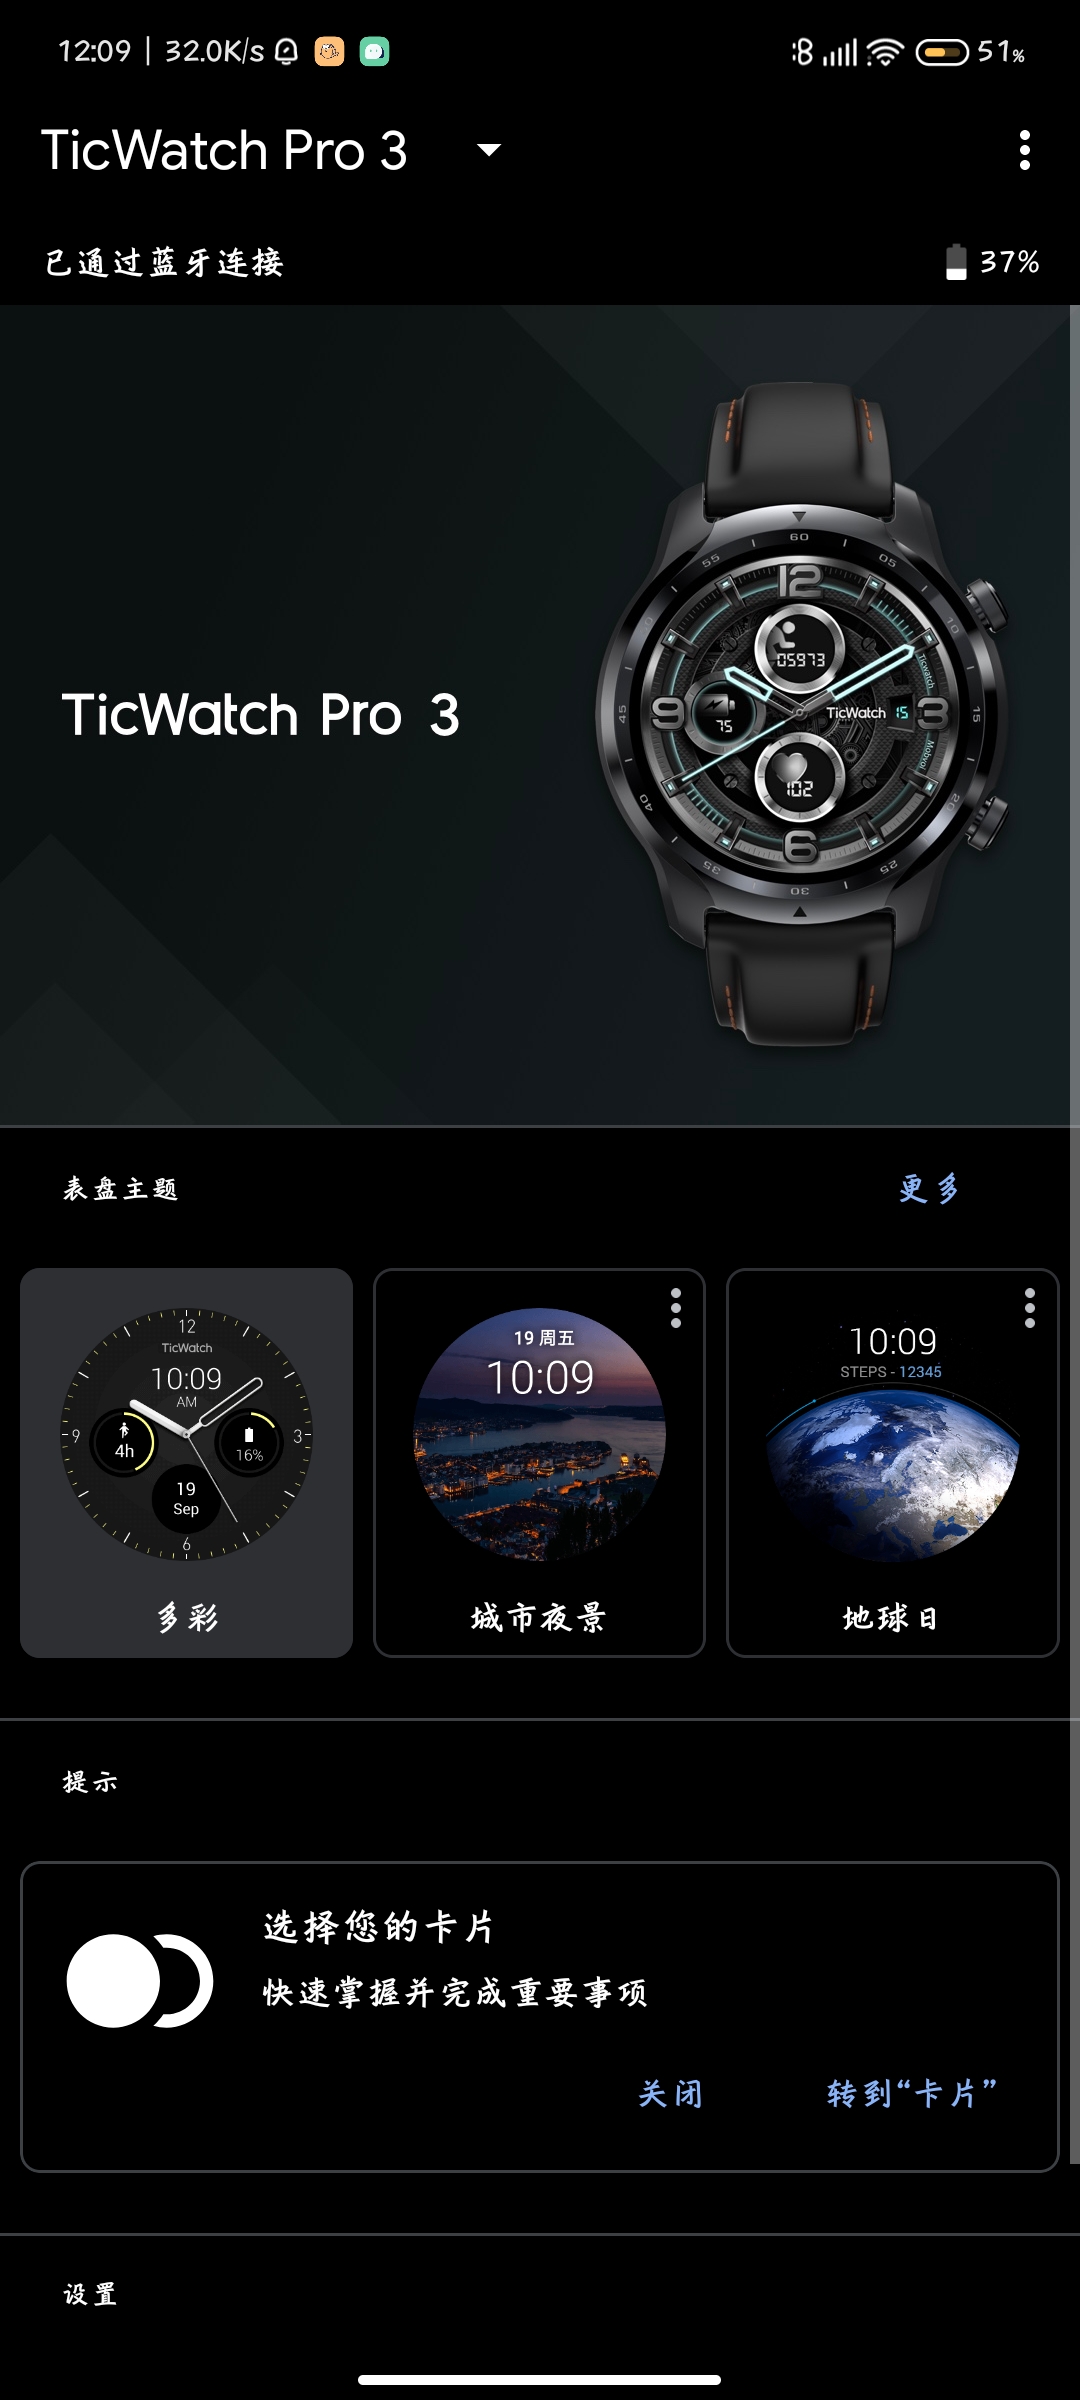 12:09 | 32.0K/s
51%
TicWatch Pro 3
已通过蓝牙连接
37%
TicWatch Pro 3
60
55
05
10
12
05973
Ticwatch
45
9
75
TicWatch 15
3
15
Mobvoi
102
40
20
6
35
25
30
表盘主题
更多
12
TicWatch
10:09
AM
9
3
4h
16%
19
Sep
6
多彩
19 周五
10:09
城市夜景
10:09
STEPS - 12345
地球日
提示
选择您的卡片
快速掌握并完成重要事项
关闭
转到“卡片”
设置